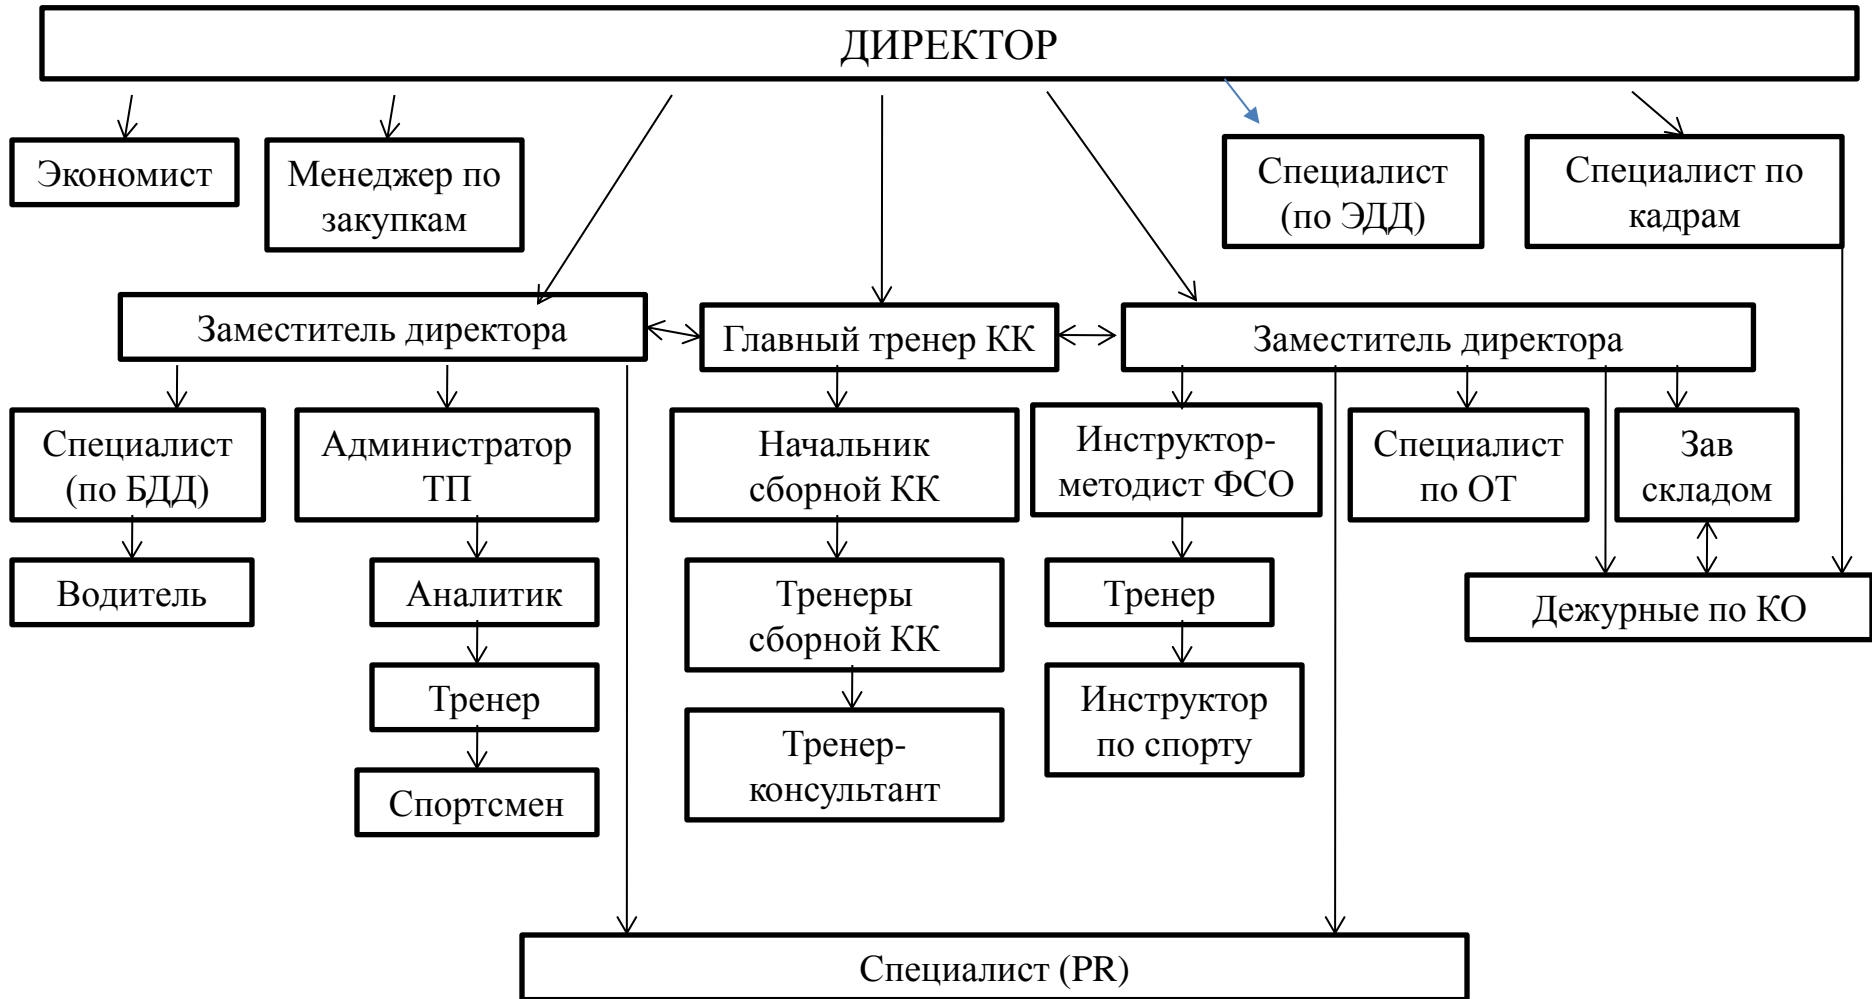 ДИРЕКТОР
Экономист
Менеджер по
закупкам
Специалист
(по ЭДД)
Специалист по
кадрам
Заместитель директора
Главный тренер КК
Заместитель директора
Специалист
(по БДД)
Администратор
ТП
Начальник
сборной КК
Инструктор-
методист ФСО
Специалист
по ОТ
Зав
складом
Водитель
Аналитик
Тренеры
сборной КК
Тренер
Дежурные по КО
Тренер
Инструктор
по спорту
Тренер-
консультант
Спортсмен
Специалист (PR)